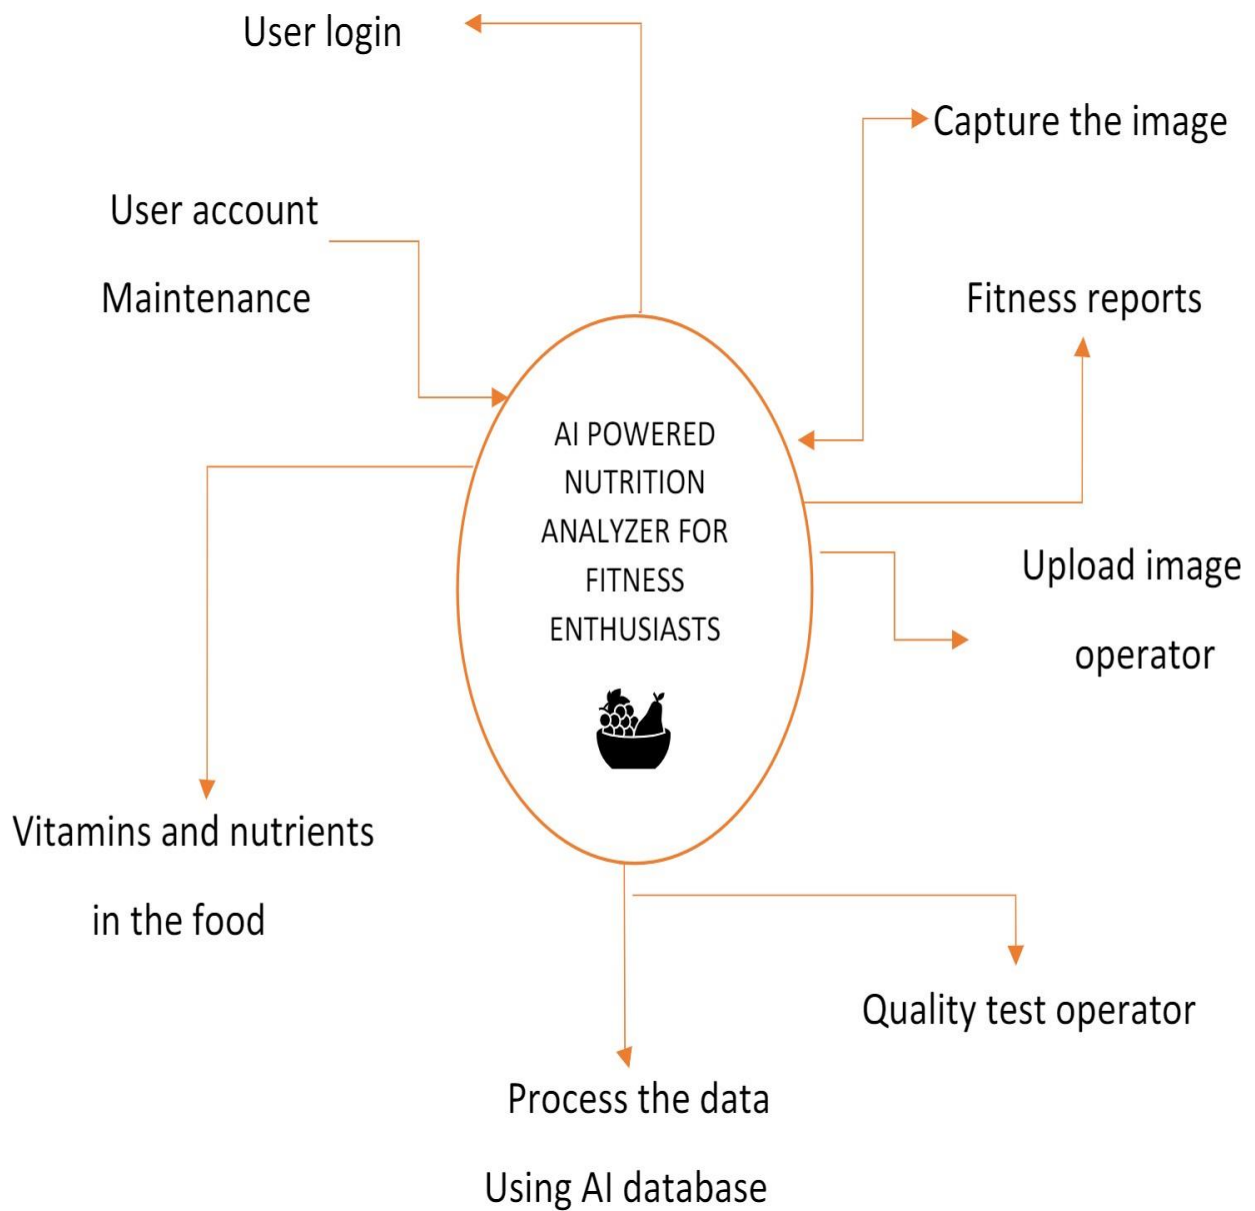 User login
Capture the image
User account
Maintenance
Fitness reports
AI POWERED
NUTRITION
ANALYZER FOR
FITNESS
ENTHUSIASTS
Upload image
operator
Vitamins and nutrients
in the food
Quality test operator
Process the data
Using AI database